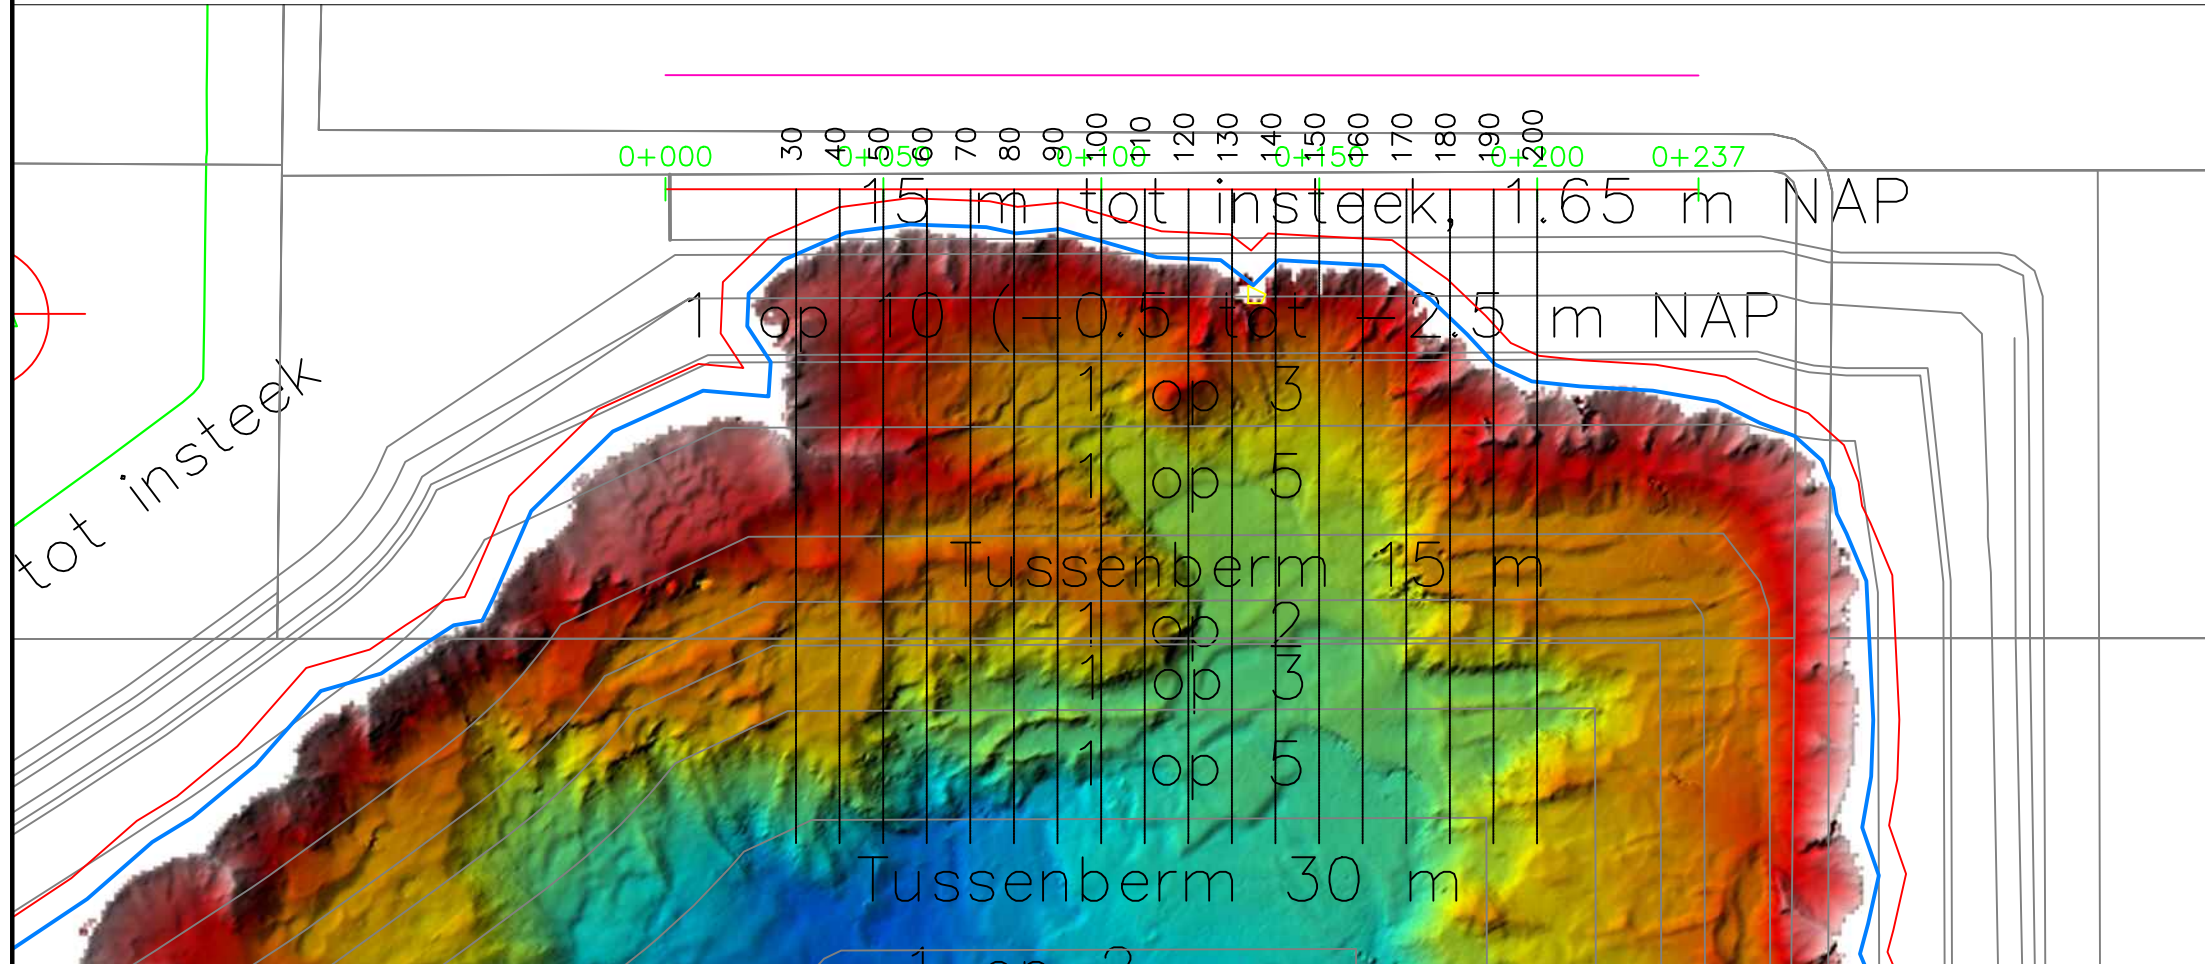 30 40 50 60 70 80 90 100 110 120 130 140 150 160 170 180 190 200
0+000 0+050 0+100 0+150 0+200 0+237
15 m tot insteek, 1.65 m NAP
1 op 10 (-0.5 tot -2.5 m NAP
tot insteek
1 op 3
1 op 5
Tussenberm 15 m
1 op 2
1 op 3
1 op 5
Tussenberm 30 m